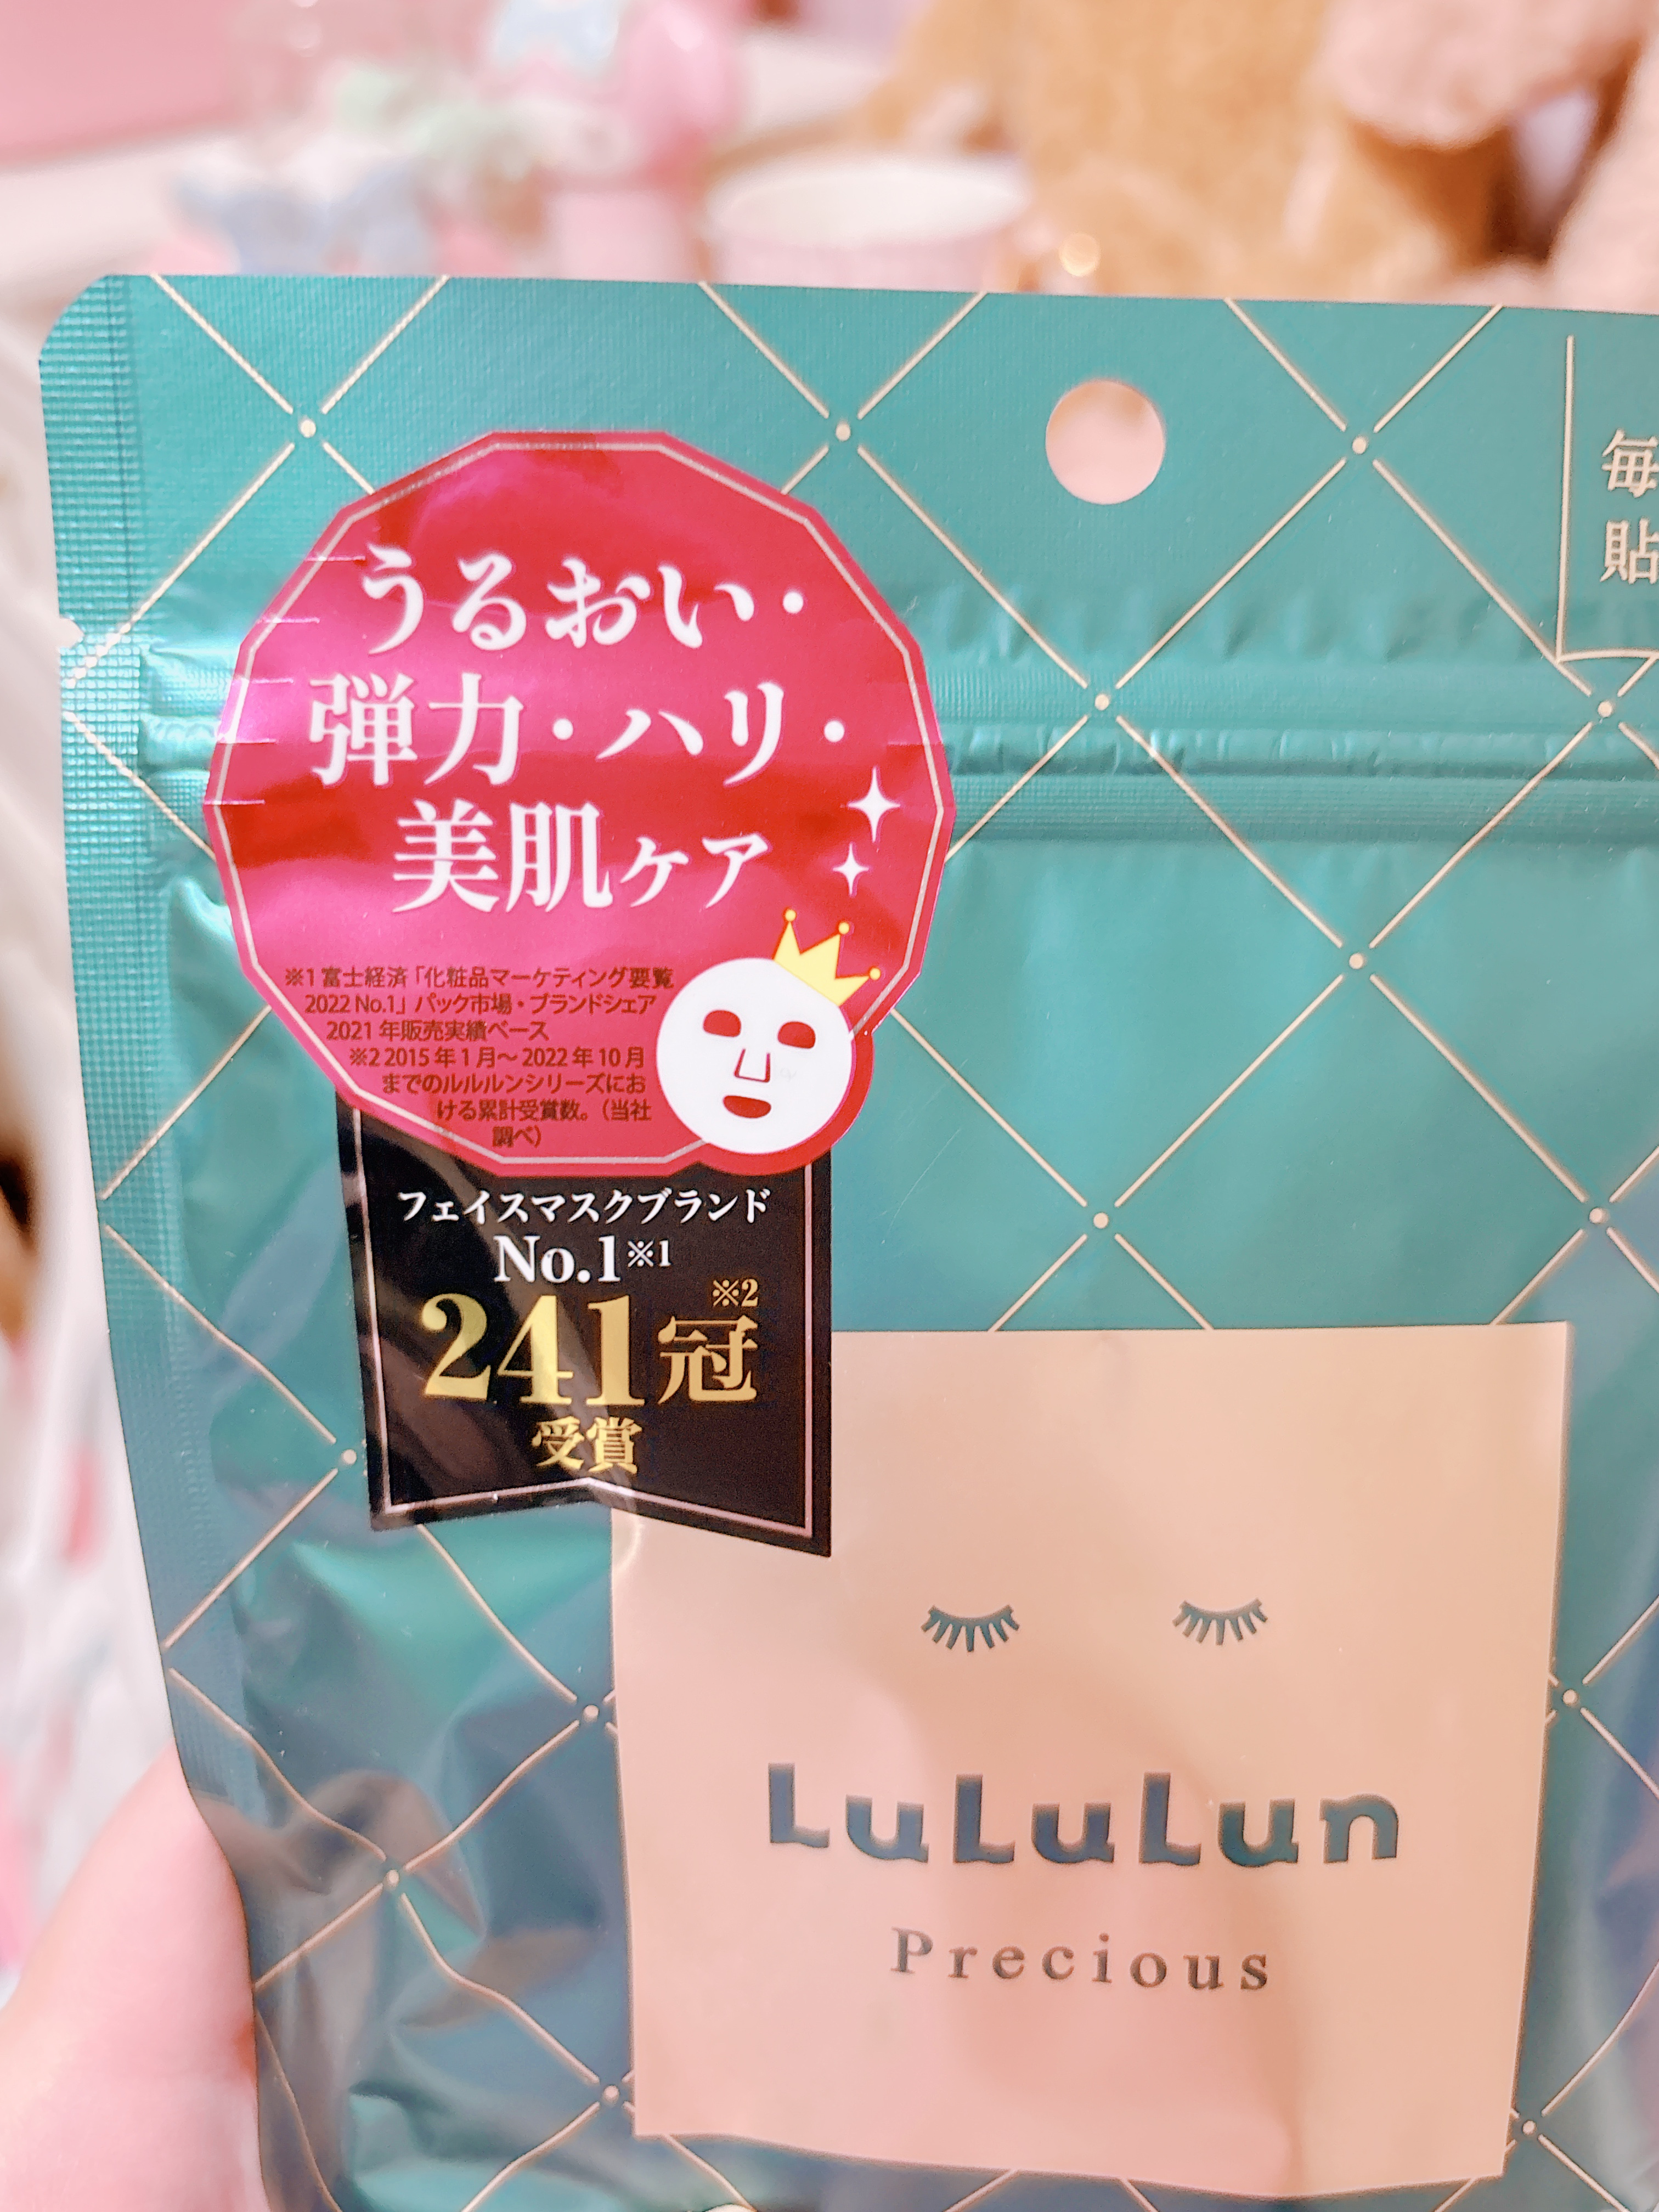 毎
貼
うるおい・
弾力・ハリ・
美肌ケア
※1 富士経済「化粧品マーケティング要覧
2022 No.1」パック市場・ブランドシェア
2021 年販売実績ベース
※2 2015 年 1 月〜 2022 年 10 月
までのルルルンシリーズにお
ける累計受賞数。（当社
調べ）
フェイスマスクブランド
No.1※1
241冠※2
受賞
LuLuLun
Precious